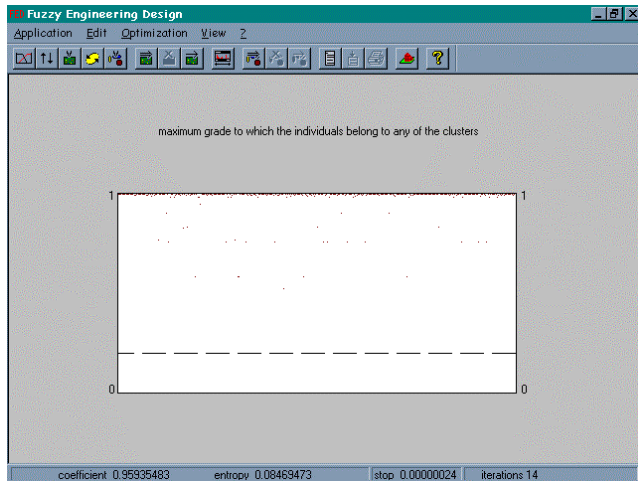 Fuzzy Engineering Design
Application Edit Optimization View ?
maximum grade to which the individuals belong to any of the clusters
1 1
0 0
coefficient 0.95935483 entropy 0.08469473 stop 0.00000024 iterations 14